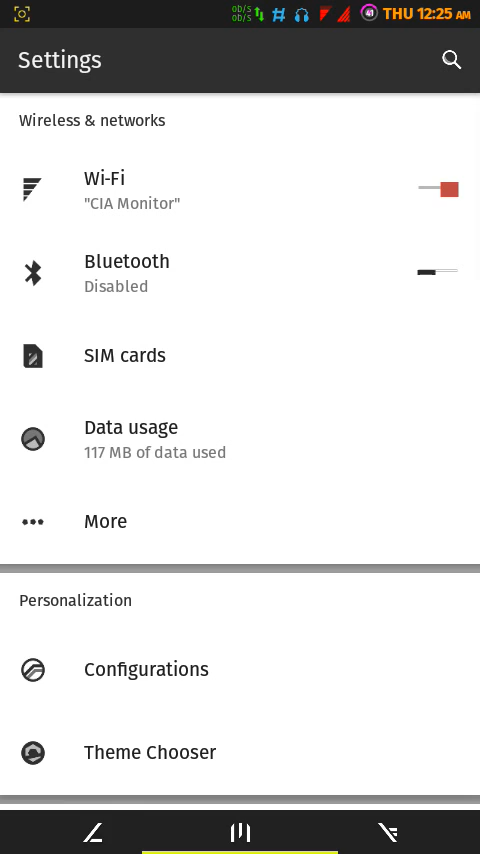 0b/s
0b/s
41
THU 12:25 AM
Settings
Wireless & networks
Wi-Fi
"CIA Monitor"
Bluetooth
Disabled
SIM cards
Data usage
117 MB of data used
More
Personalization
Configurations
Theme Chooser